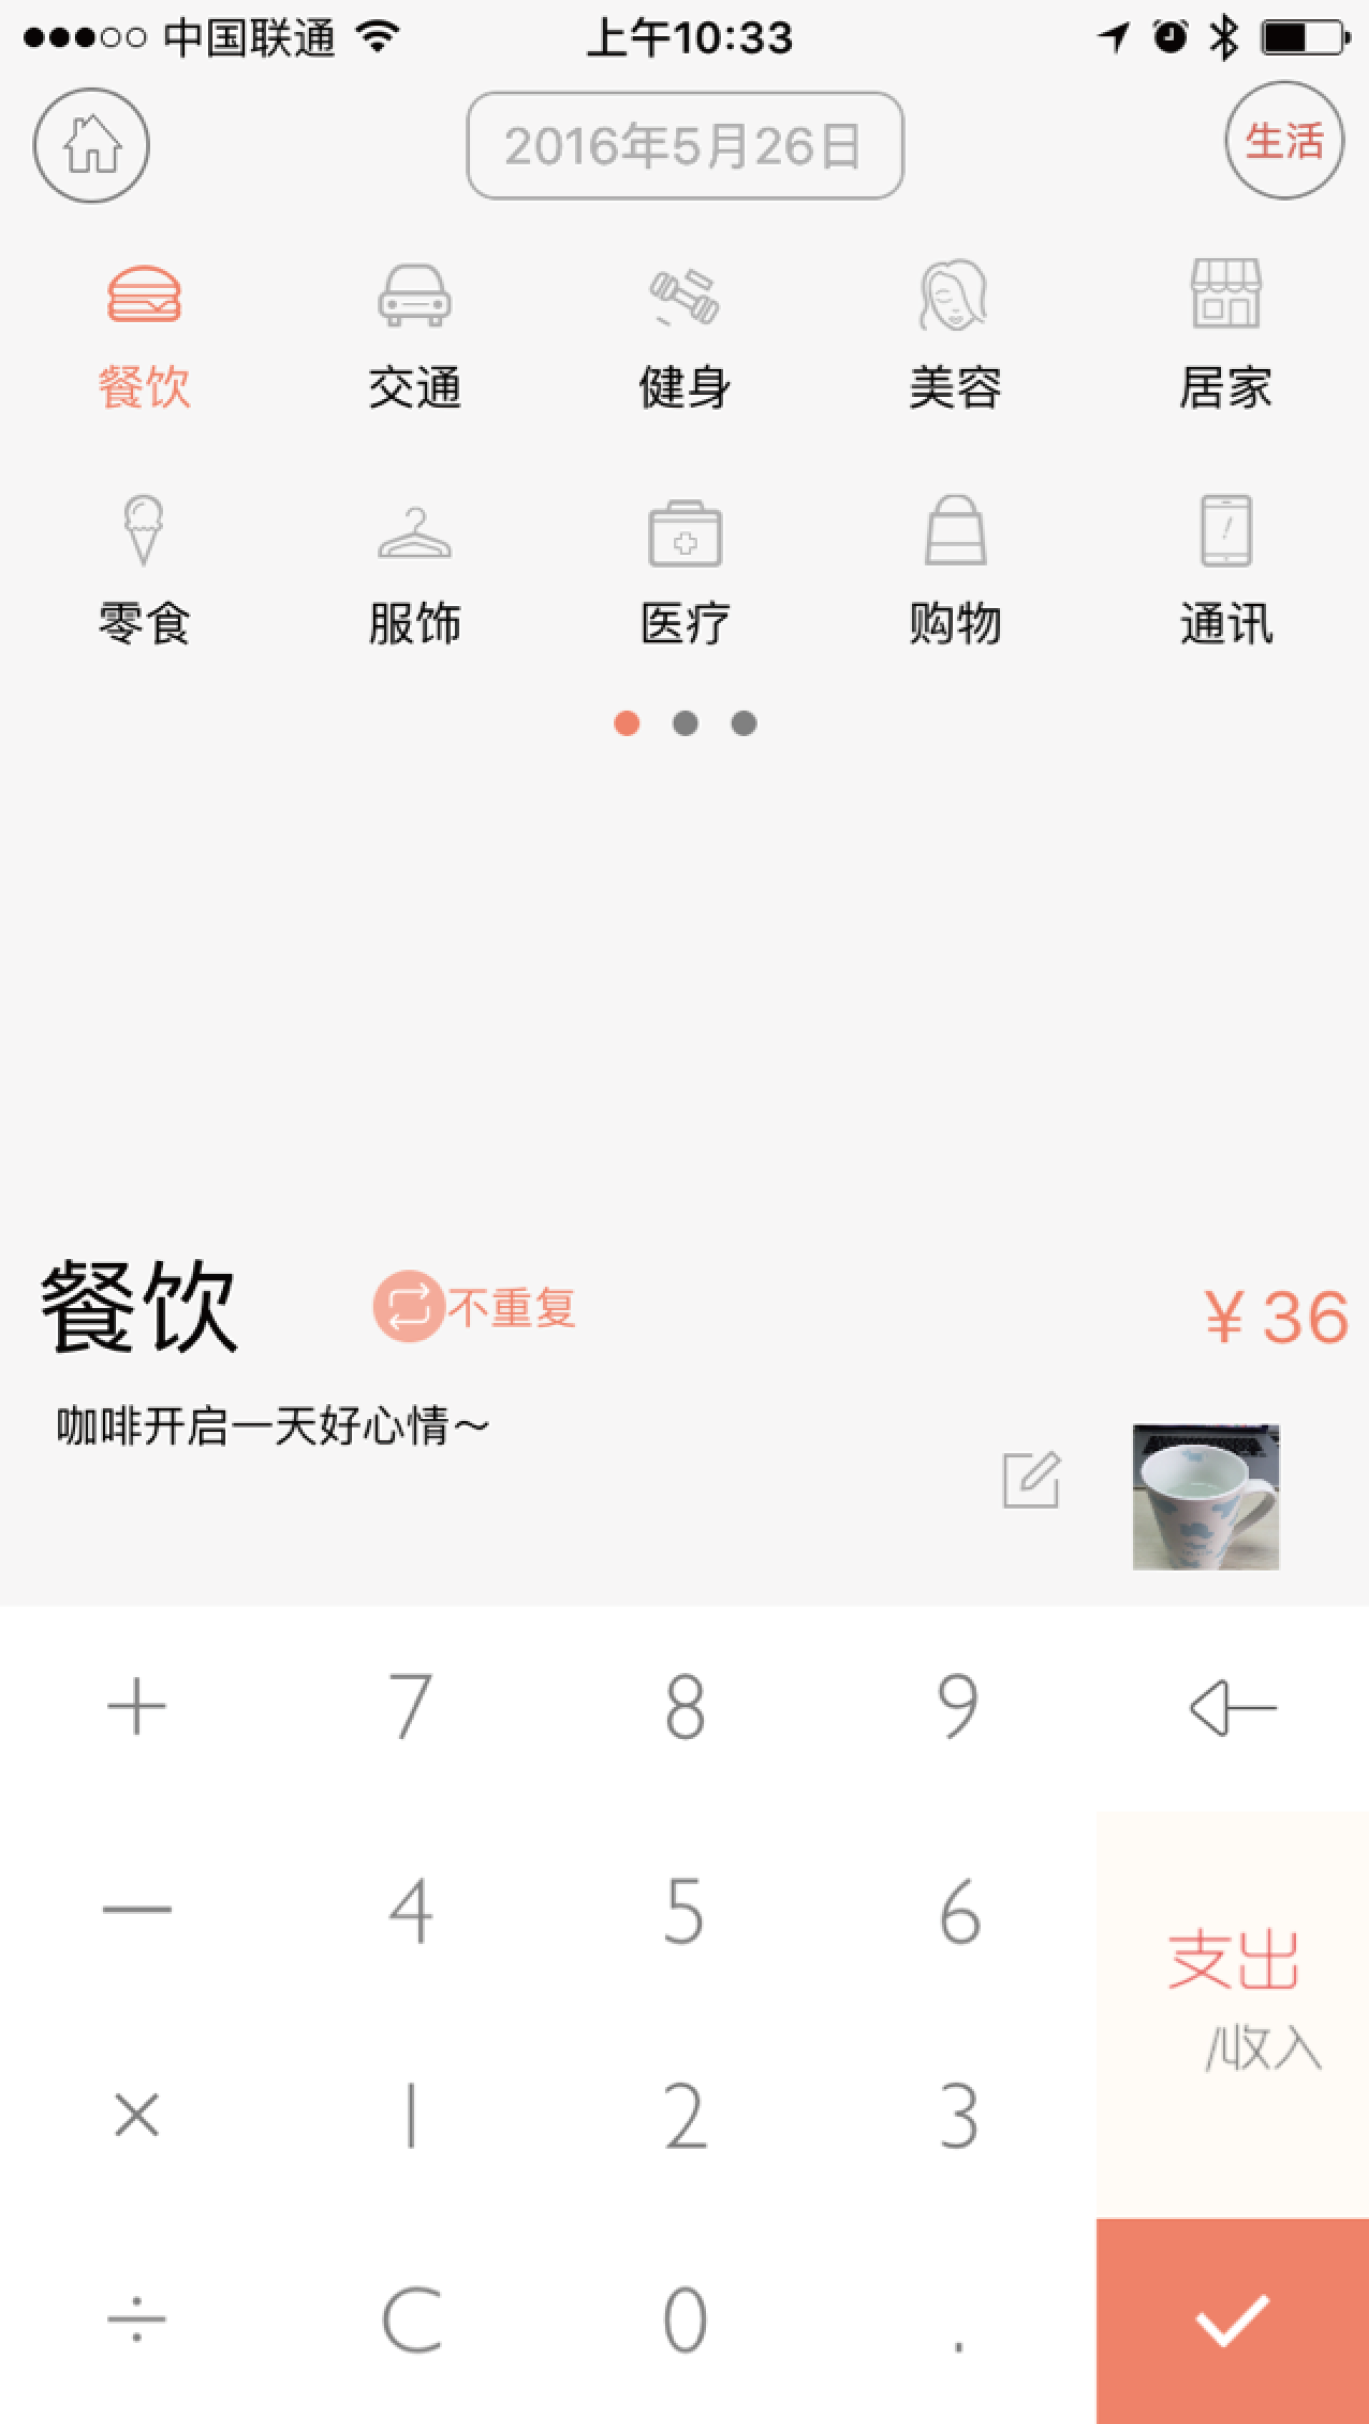 中国联通 上午10:33
2016年5月26日 生活
餐饮 交通 健身 美容 居家
零食 服饰 医疗 购物 通讯
餐饮 不重复 ¥36
咖啡开启一天好心情~
+ 7 8 9
- 4 5 6
支出
/收入
× 1 2 3
÷ C 0 .